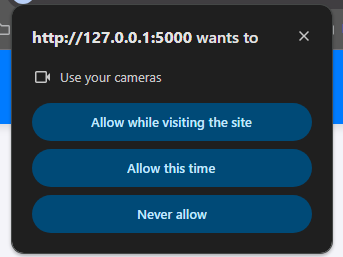 http://127.0.0.1:5000 wants to
Use your cameras
Allow while visiting the site
Allow this time
Never allow